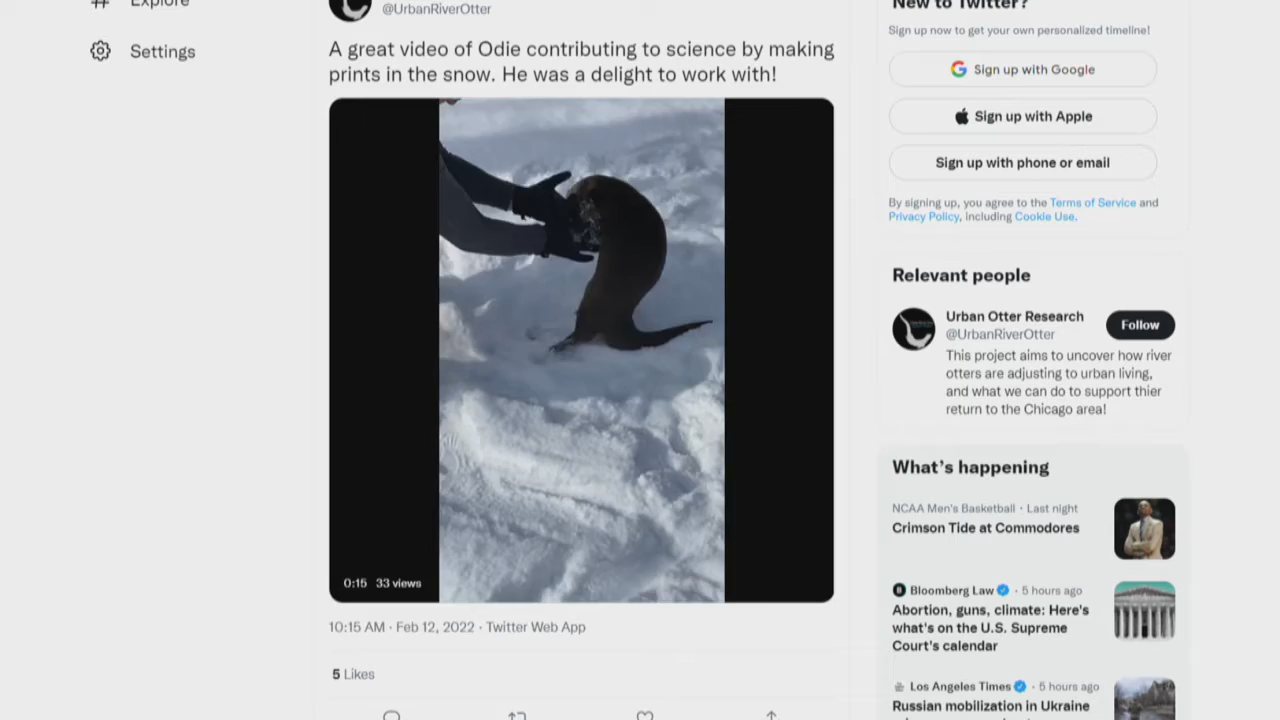 Explore
Settings
@UrbanRiverOtter
A great video of Odie contributing to science by making
prints in the snow. He was a delight to work with!
0:15 33 views
10:15 AM · Feb 12, 2022 · Twitter Web App
5 Likes
New to Twitter?
Sign up now to get your own personalized timeline!
Sign up with Google
Sign up with Apple
Sign up with phone or email
By signing up, you agree to the Terms of Service and
Privacy Policy, including Cookie Use.
Relevant people
Urban Otter Research
@UrbanRiverOtter
Follow
This project aims to uncover how river
otters are adjusting to urban living,
and what we can do to support thier
return to the Chicago area!
What's happening
NCAA Men's Basketball · Last night
Crimson Tide at Commodores
Bloomberg Law · 5 hours ago
Abortion, guns, climate: Here's
what's on the U.S. Supreme
Court's calendar
Los Angeles Times · 5 hours ago
Russian mobilization in Ukraine